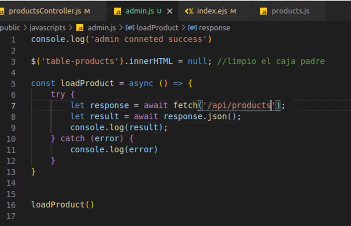 productsController.js M
admin.js U
index.ejs M
products.js
public > javascripts > admin.js > loadProduct > response
1 console.log('admin conneted success')
2
3 $('table-products').innerHTML = null; //limpio el caja padre
4
5 const loadProduct = async () => {
6 try {
7 let response = await fetch('/api/products');
8 let result = await response.json();
9 console.log(result);
10 } catch (error) {
11 console.log(error)
12 }
13 }
14
15
16 loadProduct()
17